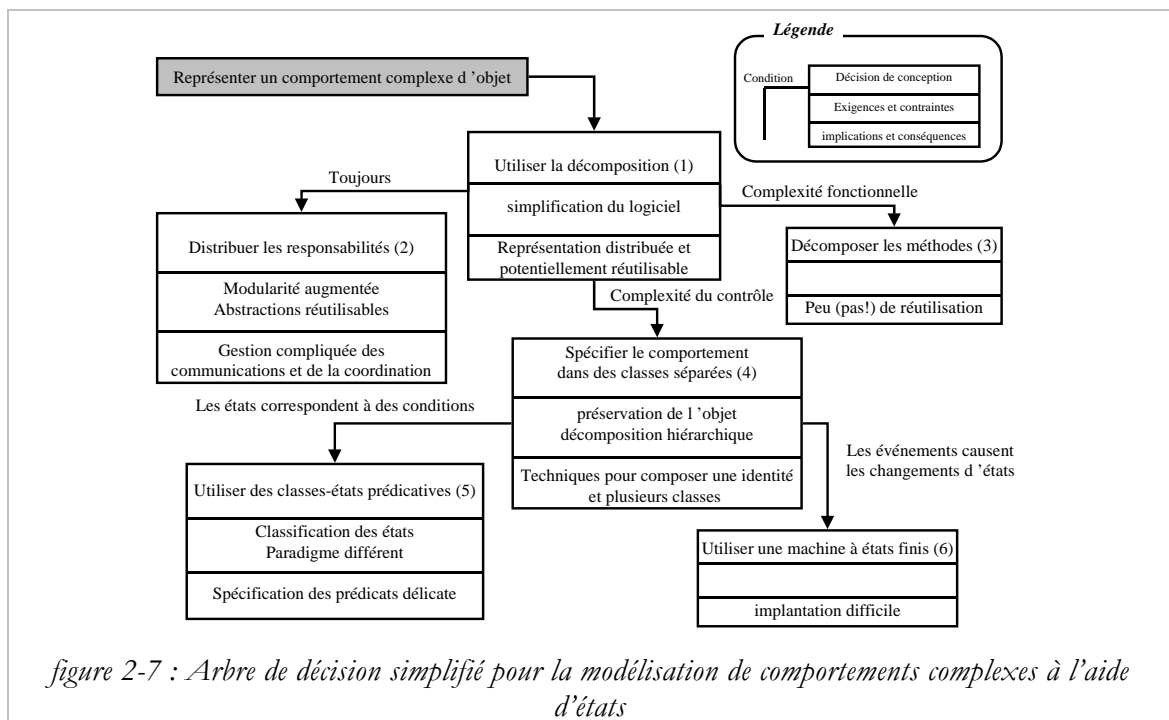 Légende
Condition
Décision de conception
Exigences et contraintes
implications et conséquences
Représenter un comportement complexe d ’objet
Utiliser la décomposition (1)
simplification du logiciel
Représentation distribuée et
potentiellement réutilisable
Toujours
Complexité fonctionnelle
Distribuer les responsabilités (2)
Modularité augmentée
Abstractions réutilisables
Gestion compliquée des
communications et de la coordination
Décomposer les méthodes (3)
Peu (pas!) de réutilisation
Complexité du contrôle
Spécifier le comportement
dans des classes séparées (4)
préservation de l ’objet
décomposition hiérarchique
Techniques pour composer une identité
et plusieurs classes
Les états correspondent à des conditions
Les événements causent
les changements d ’états
Utiliser des classes-états prédicatives (5)
Classification des états
Paradigme différent
Spécification des prédicats délicate
Utiliser une machine à états finis (6)
implantation difficile
figure 2-7 : Arbre de décision simplifié pour la modélisation de comportements complexes à l’aide
d’états